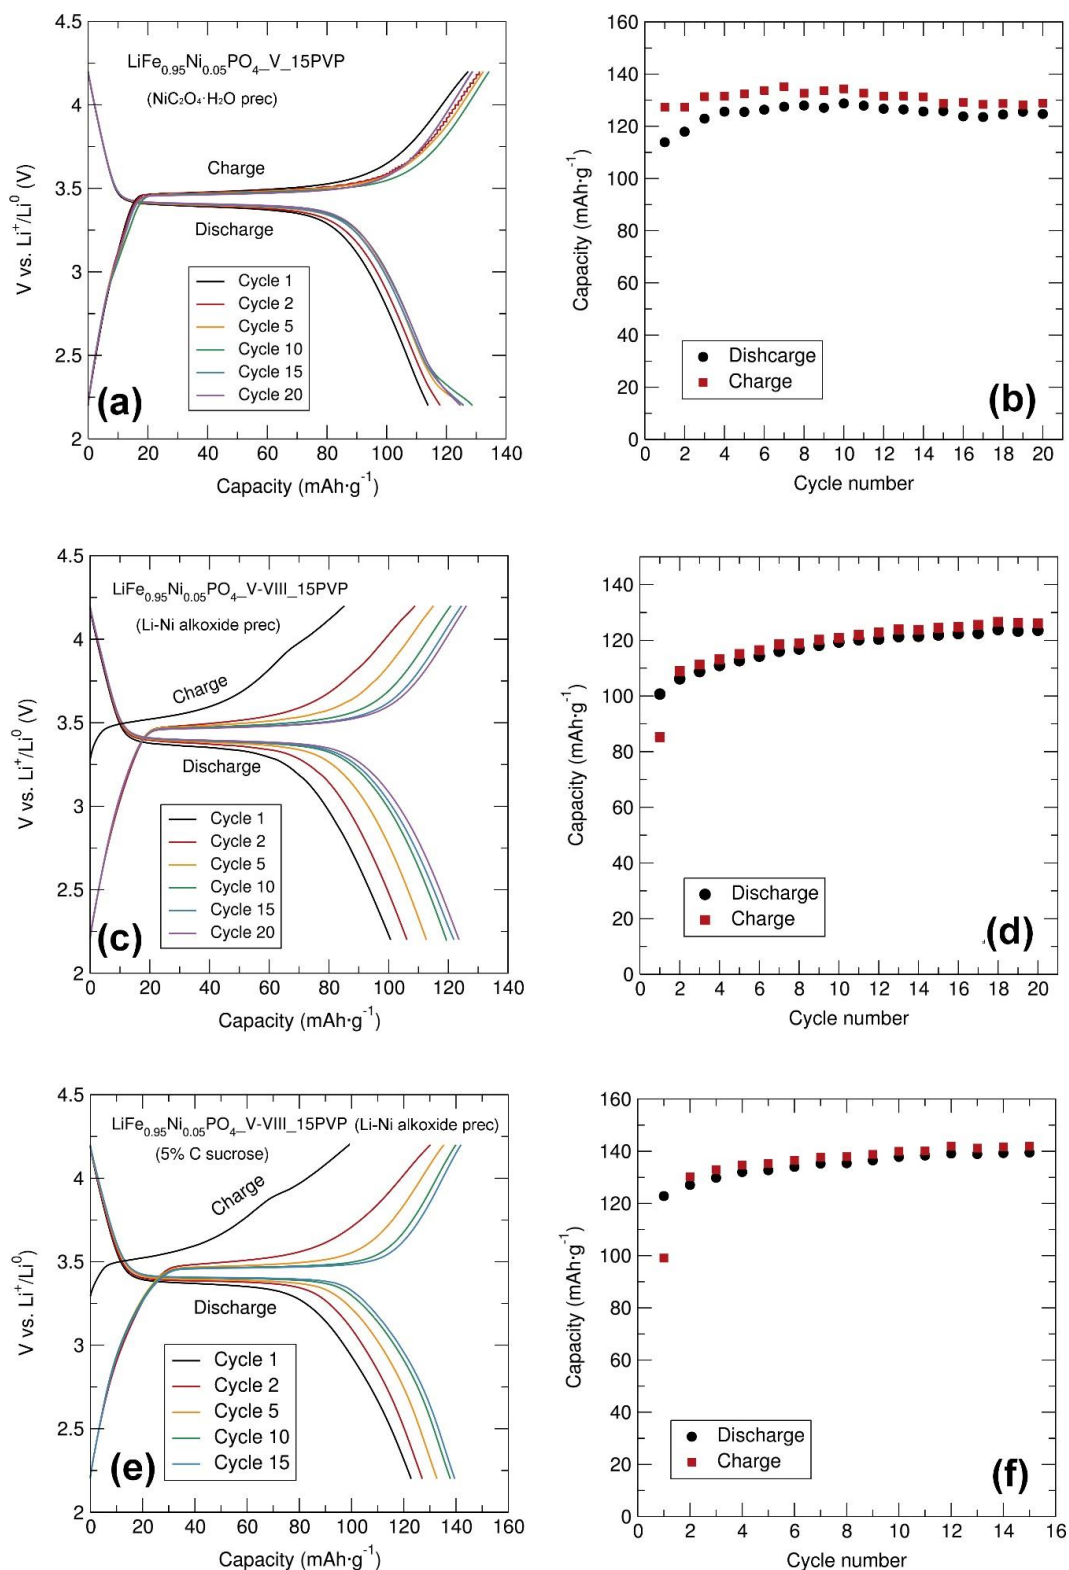 4.5
4
3.5
3
2.5
2
V vs. Li⁺/Li⁰ (V)
LiFe₀.₉₅Ni₀.₀₅PO₄_V_15PVP
(NiC₂O₄·H₂O prec)
Charge
Discharge
Cycle 1
Cycle 2
Cycle 5
Cycle 10
Cycle 15
Cycle 20
(a)
0 20 40 60 80 100 120 140
Capacity (mAh·g⁻¹)
160
140
120
100
80
60
40
20
0
Capacity (mAh·g⁻¹)
Dishcarge
Charge
(b)
0 2 4 6 8 10 12 14 16 18 20
Cycle number
4.5
4
3.5
3
2.5
2
V vs. Li⁺/Li⁰ (V)
LiFe₀.₉₅Ni₀.₀₅PO₄_V-VIII_15PVP
(Li-Ni alkoxide prec)
Charge
Discharge
Cycle 1
Cycle 2
Cycle 5
Cycle 10
Cycle 15
Cycle 20
(c)
0 20 40 60 80 100 120 140
Capacity (mAh·g⁻¹)
140
120
100
80
60
40
20
0
Capacity (mAh·g⁻¹)
Discharge
Charge
(d)
0 2 4 6 8 10 12 14 16 18 20
Cycle number
4.5
4
3.5
3
2.5
2
V vs. Li⁺/Li⁰)
LiFe₀.₉₅Ni₀.₀₅PO₄_V-VIII_15PVP (Li-Ni alkoxide prec)
(5% C sucrose)
Charge
Discharge
Cycle 1
Cycle 2
Cycle 5
Cycle 10
Cycle 15
(e)
0 20 40 60 80 100 120 140 160
Capacity (mAh·g⁻¹)
160
140
120
100
80
60
40
20
0
Capacity (mAh·g⁻¹)
Discharge
Charge
(f)
0 2 4 6 8 10 12 14 16
Cycle number